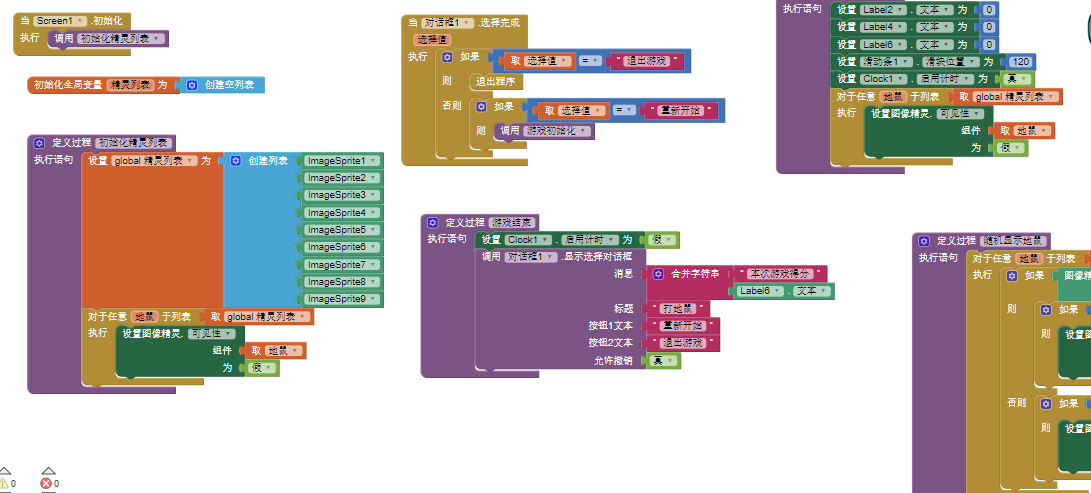 当 Screen1 .初始化
执行 调用 初始化精灵列表
初始化全局变量 精灵列表 为 创建空列表
定义过程 初始化精灵列表
执行语句 设置 global 精灵列表 为 创建列表 ImageSprite1
ImageSprite2
ImageSprite3
ImageSprite4
ImageSprite5
ImageSprite6
ImageSprite7
ImageSprite8
ImageSprite9
对于任意 地鼠 于列表 取 global 精灵列表
执行 设置图像精灵. 可见性
组件 取 地鼠
为 假
0 0
当 对话框1 .选择完成
选择值
执行 如果 取 选择值 = " 退出游戏 "
则 退出程序
否则 如果 取 选择值 = " 重新开始 "
则 调用 游戏初始化
定义过程 游戏结束
执行语句 设置 Clock1 . 启用计时 为 假
调用 对话框1 .显示选择对话框
消息 合并字符串 " 本次游戏得分 "
Label6 . 文本
标题 " 打地鼠 "
按钮1文本 " 重新开始 "
按钮2文本 " 退出游戏 "
允许撤销 真
执行语句 设置 Label2 . 文本 为 0
设置 Label4 . 文本 为 0
设置 Label6 . 文本 为 0
设置 滑动条1 . 滑块位置 为 120
设置 Clock1 . 启用计时 为 真
对于任意 地鼠 于列表 取 global 精灵列表
执行 设置图像精灵. 可见性
组件 取 地鼠
为 假
定义过程 随机显示地鼠
执行语句 对于任意 地鼠 于列表 取
执行 如果 图像精
则 如果
则 设置图
否则 如果
则 设置图